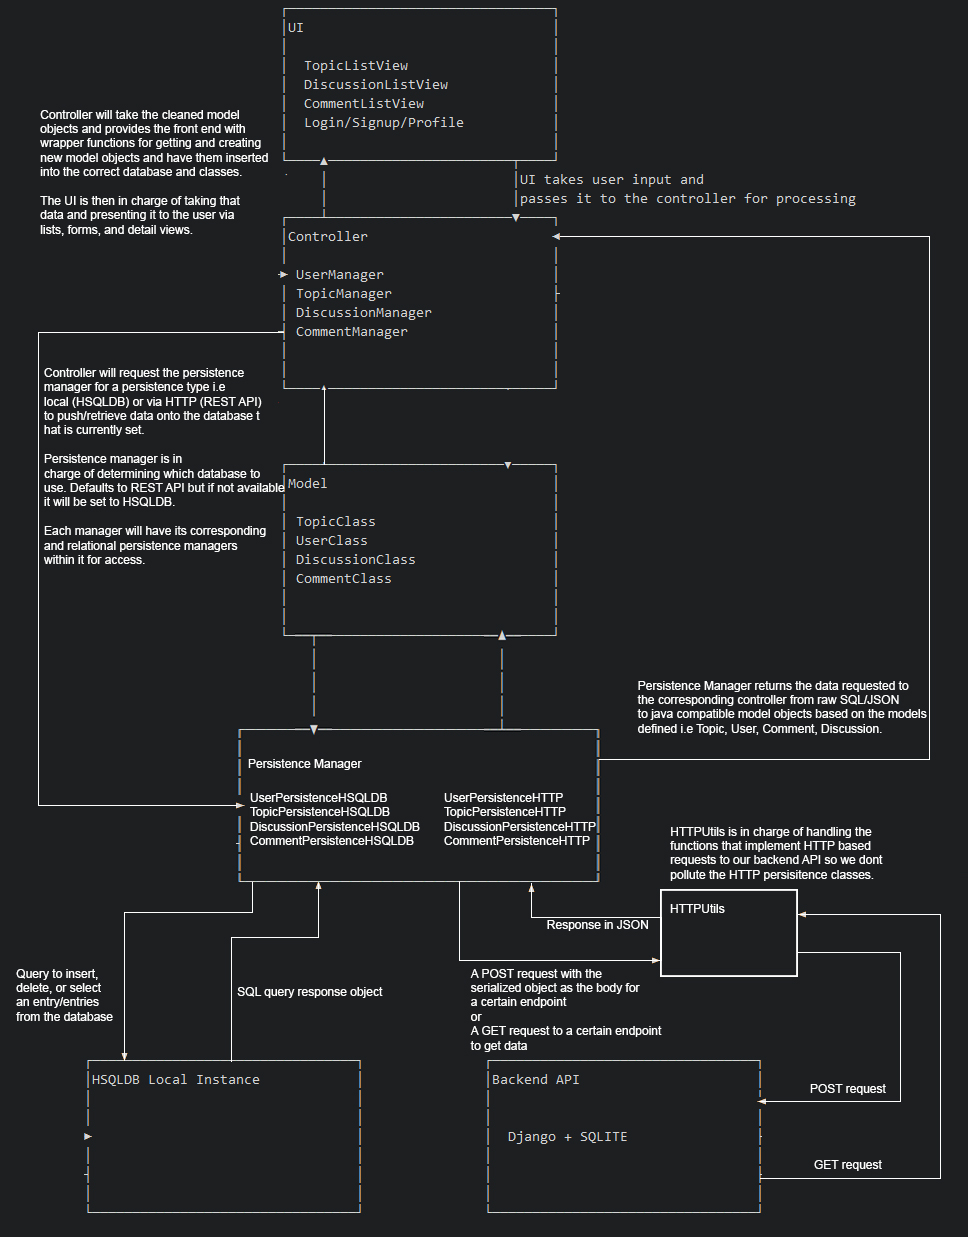 UI
TopicListView
DiscussionListView
CommentListView
Login/Signup/Profile
Controller will take the cleaned model
objects and provides the front end with
wrapper functions for getting and creating
new model objects and have them inserted
into the correct database and classes.
The UI is then in charge of taking that
data and presenting it to the user via
lists, forms, and detail views.
UI takes user input and
passes it to the controller for processing
Controller
UserManager
TopicManager
DiscussionManager
CommentManager
Controller will request the persistence
manager for a persistence type i.e
local (HSQLDB) or via HTTP (REST API)
to push/retrieve data onto the database t
hat is currently set.
Persistence manager is in
charge of determining which database to
use. Defaults to REST API but if not available
it will be set to HSQLDB.
Each manager will have its corresponding
and relational persistence managers
within it for access.
Model
TopicClass
UserClass
DiscussionClass
CommentClass
Persistence Manager returns the data requested to
the corresponding controller from raw SQL/JSON
to java compatible model objects based on the models
defined i.e Topic, User, Comment, Discussion.
Persistence Manager
UserPersistenceHSQLDB
TopicPersistenceHSQLDB
DiscussionPersistenceHSQLDB
CommentPersistenceHSQLDB
UserPersistenceHTTP
TopicPersistenceHTTP
DiscussionPersistenceHTTP
CommentPersistenceHTTP
HTTPUtils is in charge of handling the
functions that implement HTTP based
requests to our backend API so we dont
pollute the HTTP persisitence classes.
HTTPUtils
Response in JSON
Query to insert,
delete, or select
an entry/entries
from the database
SQL query response object
A POST request with the
serialized object as the body for
a certain endpoint
or
A GET request to a certain endpoint
to get data
HSQLDB Local Instance
Backend API
Django + SQLITE
POST request
GET request